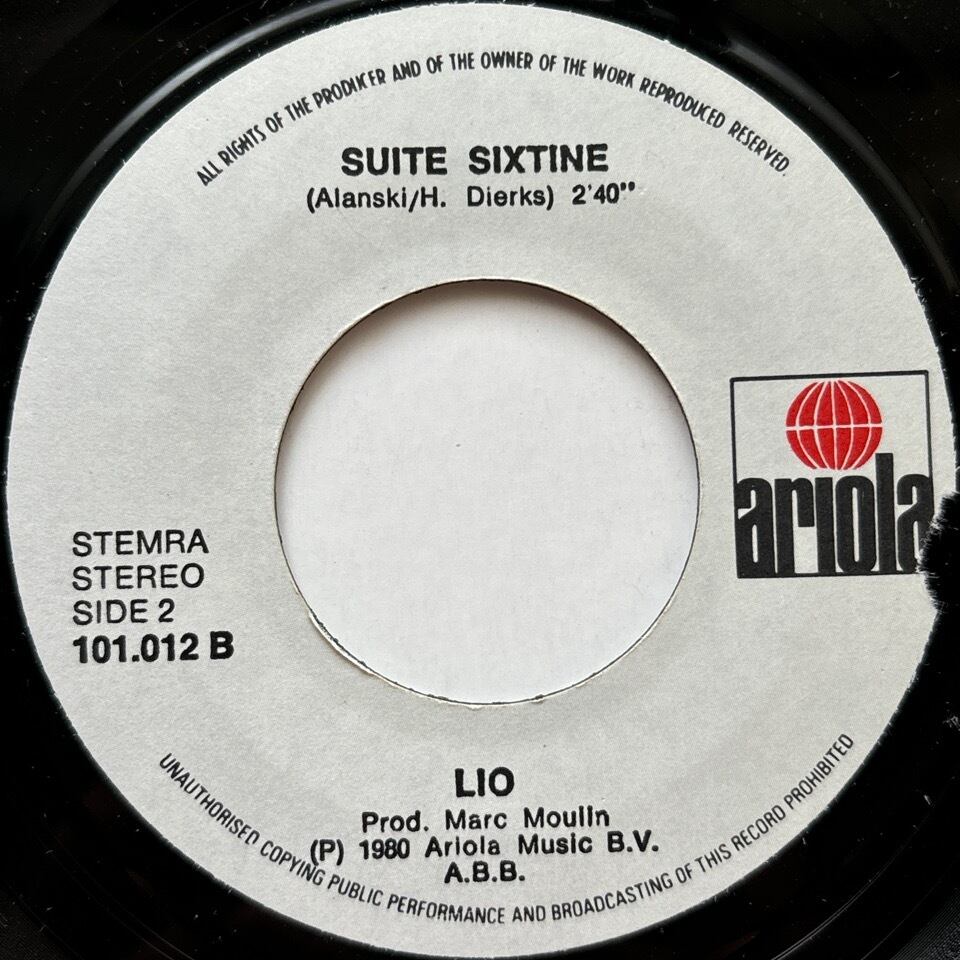 ALL RIGHTS OF THE PRODUCER AND OF THE OWNER OF THE WORK REPRODUCED RESERVED.
SUITE SIXTINE
(Alanski/H. Dierks) 2'40"
ariola
STEMRA
STEREO
SIDE 2
101.012 B
LIO
Prod. Marc Moulin
(P) 1980 Ariola Music B.V.
A.B.B.
UNAUTHORISED COPYING PUBLIC PERFORMANCE AND BROADCASTING OF THIS RECORD PROHIBITED